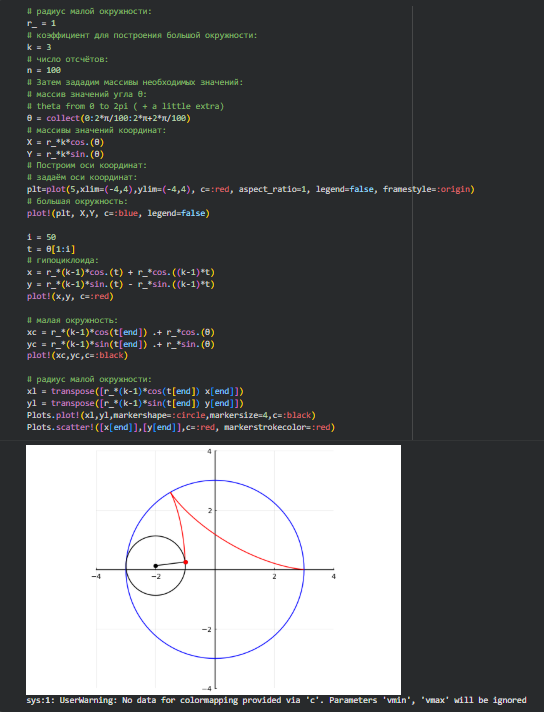 # радиус малой окружности:
r_ = 1
# коэффициент для построения большой окружности:
k = 3
# число отсчётов:
n = 100
# Затем зададим массивы необходимых значений:
# массив значений угла θ:
# theta from 0 to 2pi ( + a little extra)
θ = collect(0:2*π/100:2*π+2*π/100)
# массивы значений координат:
X = r_*k*cos.(θ)
Y = r_*k*sin.(θ)
# Построим оси координат:
# задаём оси координат:
plt=plot(5,xlim=(-4,4),ylim=(-4,4), c=:red, aspect_ratio=1, legend=false, framestyle=:origin)
# большая окружность:
plot!(plt, X,Y, c=:blue, legend=false)
i = 50
t = θ[1:i]
# гипоциклоида:
x = r_*(k-1)*cos.(t) + r_*cos.((k-1)*t)
y = r_*(k-1)*sin.(t) - r_*sin.((k-1)*t)
plot!(x,y, c=:red)
# малая окружность:
xc = r_*(k-1)*cos(t[end]) .+ r_*cos.(θ)
yc = r_*(k-1)*sin(t[end]) .+ r_*sin.(θ)
plot!(xc,yc,c=:black)
# радиус малой окружности:
xl = transpose([r_*(k-1)*cos(t[end]) x[end]])
yl = transpose([r_*(k-1)*sin(t[end]) y[end]])
Plots.plot!(xl,yl,markershape=:circle,markersize=4,c=:black)
Plots.scatter!([x[end]],[y[end]],c=:red, markerstrokecolor=:red)
4
2
−4 −2 2 4
−2
−4
sys:1: UserWarning: No data for colormapping provided via 'c'. Parameters 'vmin', 'vmax' will be ignored